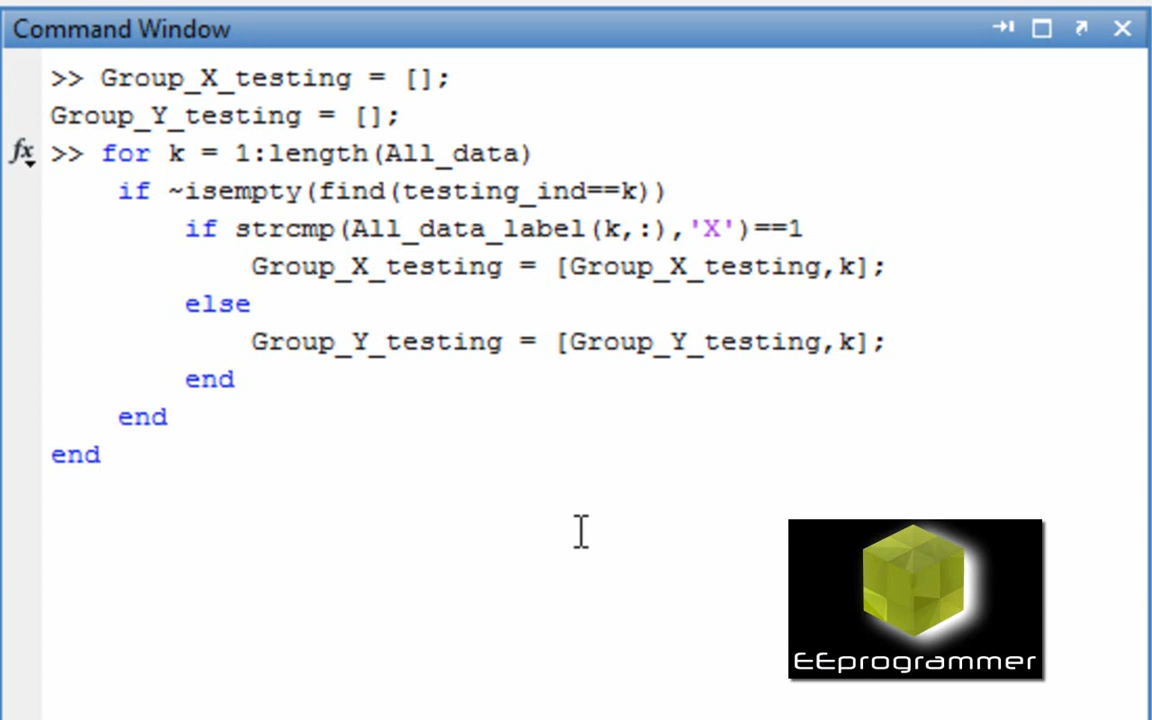 Command Window
>> Group_X_testing = [];
Group_Y_testing = [];
fx >> for k = 1:length(All_data)
if ~isempty(find(testing_ind==k))
if strcmp(All_data_label(k,:),'X')==1
Group_X_testing = [Group_X_testing,k];
else
Group_Y_testing = [Group_Y_testing,k];
end
end
end
EEprogrammer